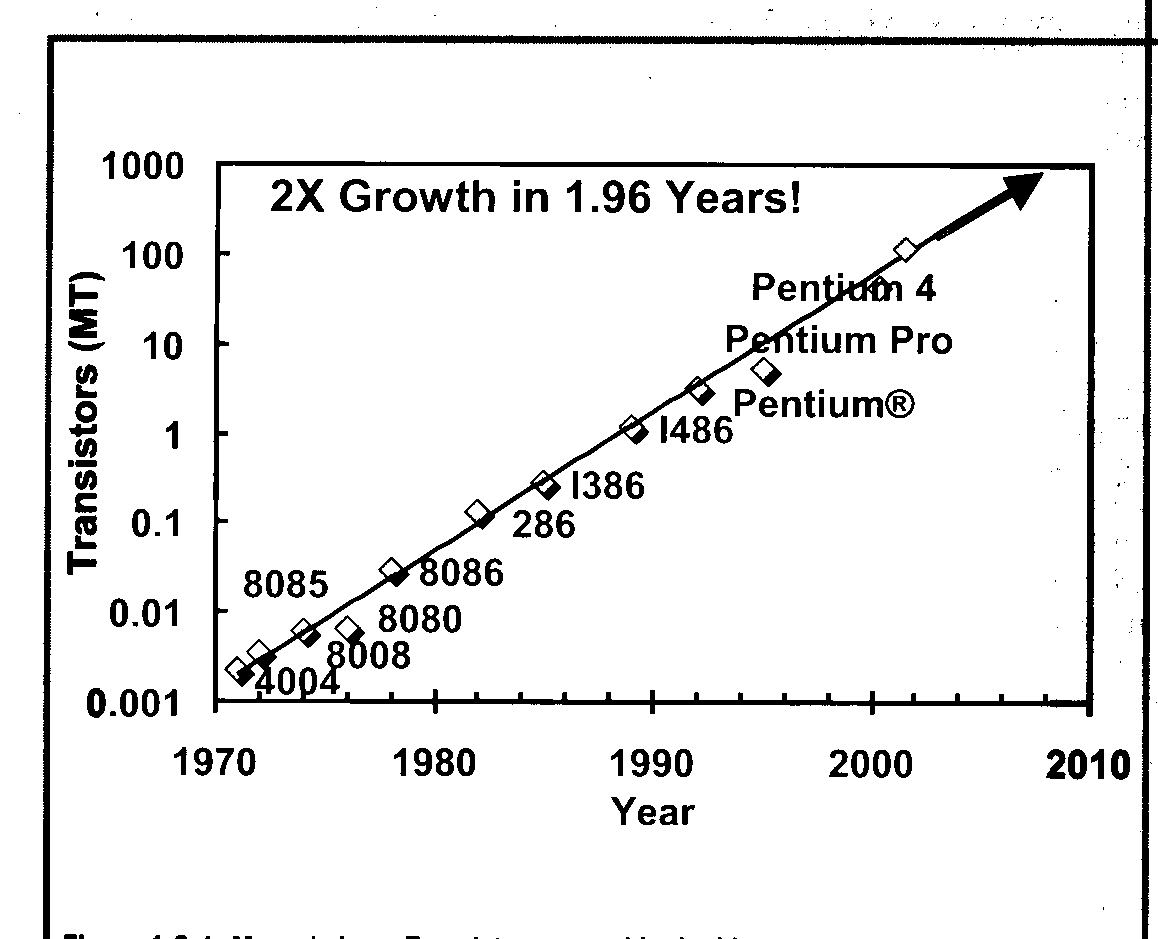 1000
2X Growth in 1.96 Years!
100
Pentium 4
10
Pentium Pro
Pentium®
1
I486
I386
0.1
286
8086
8085
0.01
8080
8008
4004
0.001
Transistors (MT)
1970 1980 1990 2000 2010
Year